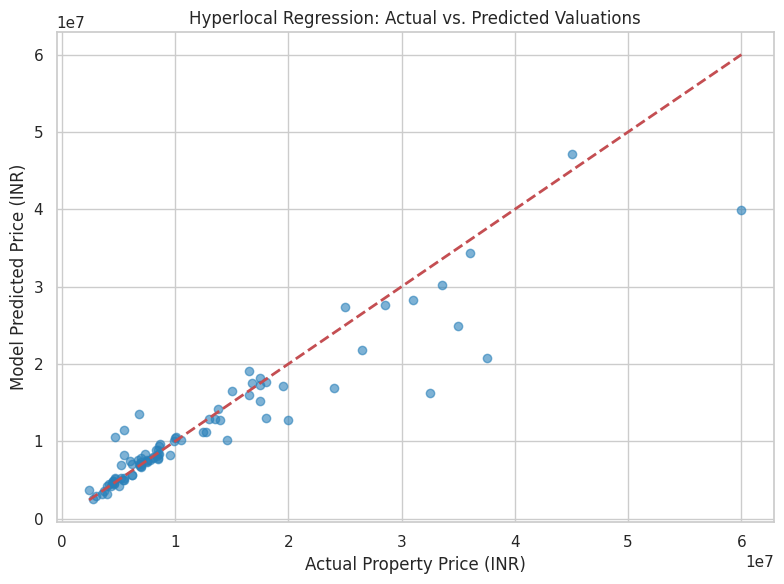 Hyperlocal Regression: Actual vs. Predicted Valuations
1e7
6
5
4
3
2
1
0
Model Predicted Price (INR)
0 1 2 3 4 5 6
1e7
Actual Property Price (INR)